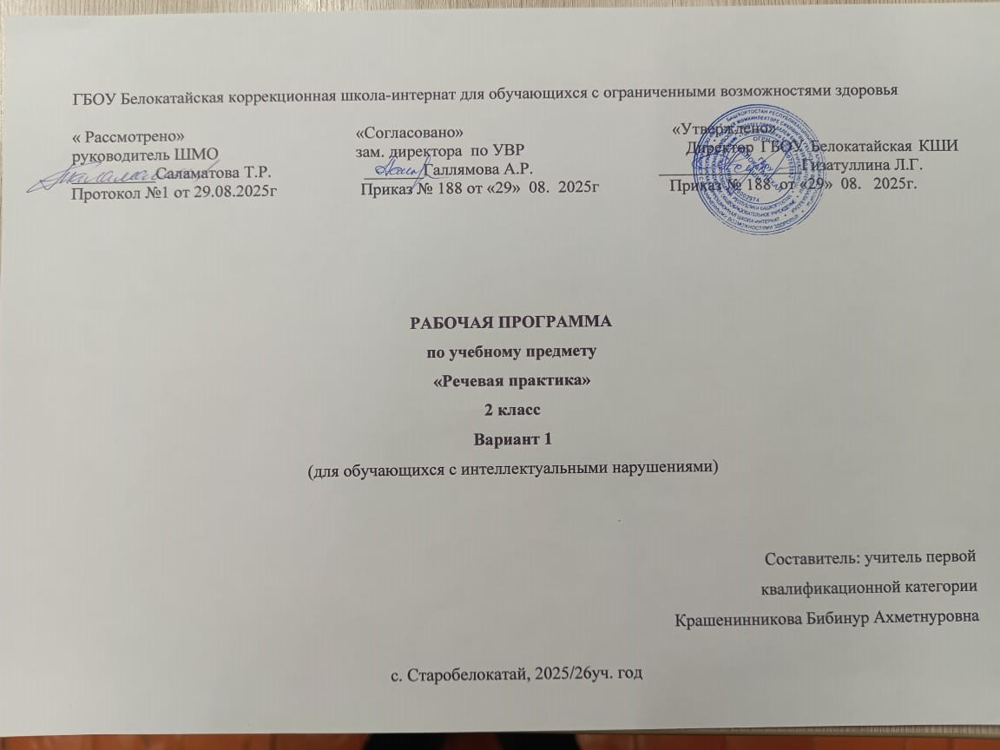 ГБОУ Белокатайская коррекционная школа-интернат для обучающихся с ограниченными возможностями здоровья
« Рассмотрено»
руководитель ШМО
Саламатова Т.Р.
Протокол №1 от 29.08.2025г
«Согласовано»
зам. директора по УВР
Галлямова А.Р.
Приказ № 188 от «29» 08. 2025г
«Утверждено»
Директор ГБОУ Белокатайская КШИ
Гизатуллина Л.Г.
Приказ № 188 от «29» 08. 2025г.
РАБОЧАЯ ПРОГРАММА
по учебному предмету
«Речевая практика»
2 класс
Вариант 1
(для обучающихся с интеллектуальными нарушениями)
Составитель: учитель первой
квалификационной категории
Крашенинникова Бибинур Ахметнуровна
с. Старобелокатай, 2025/26уч. год